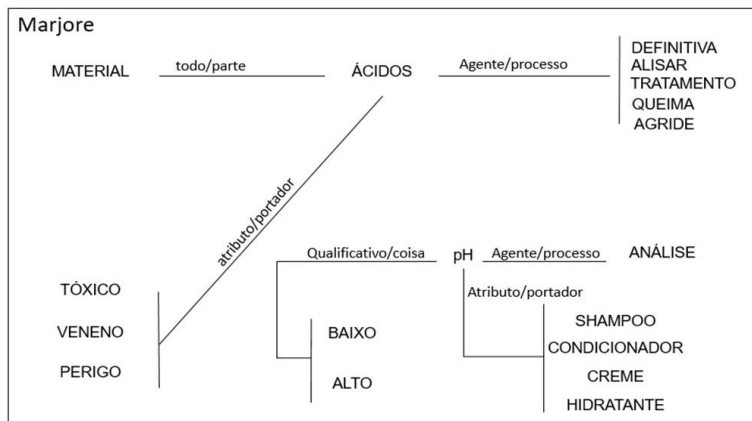 Marjore
MATERIAL todo/parte ÁCIDOS Agente/processo
DEFINITIVA
ALISAR
TRATAMENTO
QUEIMA
AGRIDE
atributo/portador
Qualificativo/coisa pH Agente/processo ANÁLISE
Atributo/portador
TÓXICO
VENENO
PERIGO
BAIXO
ALTO
SHAMPOO
CONDICIONADOR
CREME
HIDRATANTE